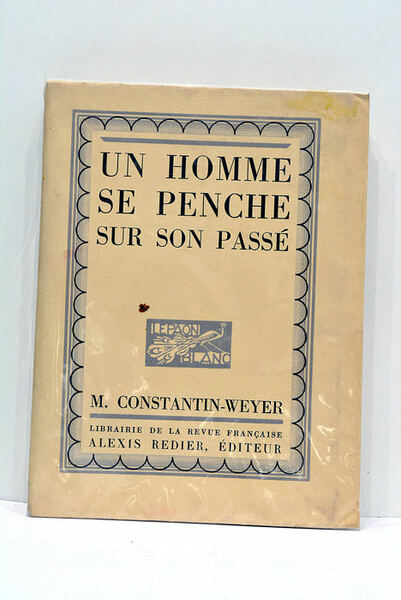 UN HOMME
SE PENCHE
SUR SON PASSÉ
LE PAON
BLANC
M. CONSTANTIN-WEYER
LIBRAIRIE DE LA REVUE FRANÇAISE
ALEXIS REDIER, ÉDITEUR